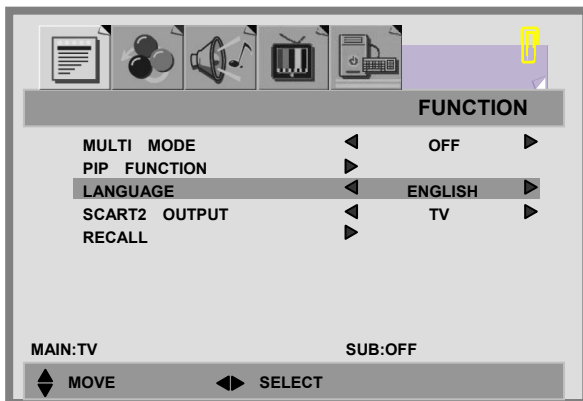 FUNCTION
MULTI MODE OFF
PIP FUNCTION
LANGUAGE ENGLISH
SCART2 OUTPUT TV
RECALL
MAIN:TV SUB:OFF
MOVE SELECT